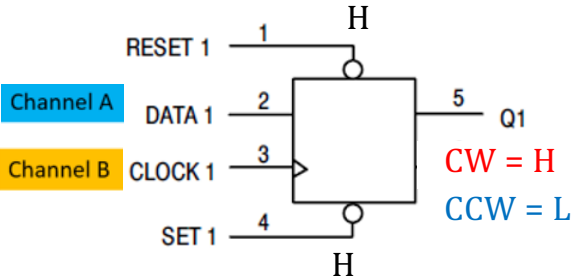 H
RESET 1 1
Channel A DATA 1 2 5 Q1
Channel B CLOCK 1 3 CW = H
CCW = L
SET 1 4
H